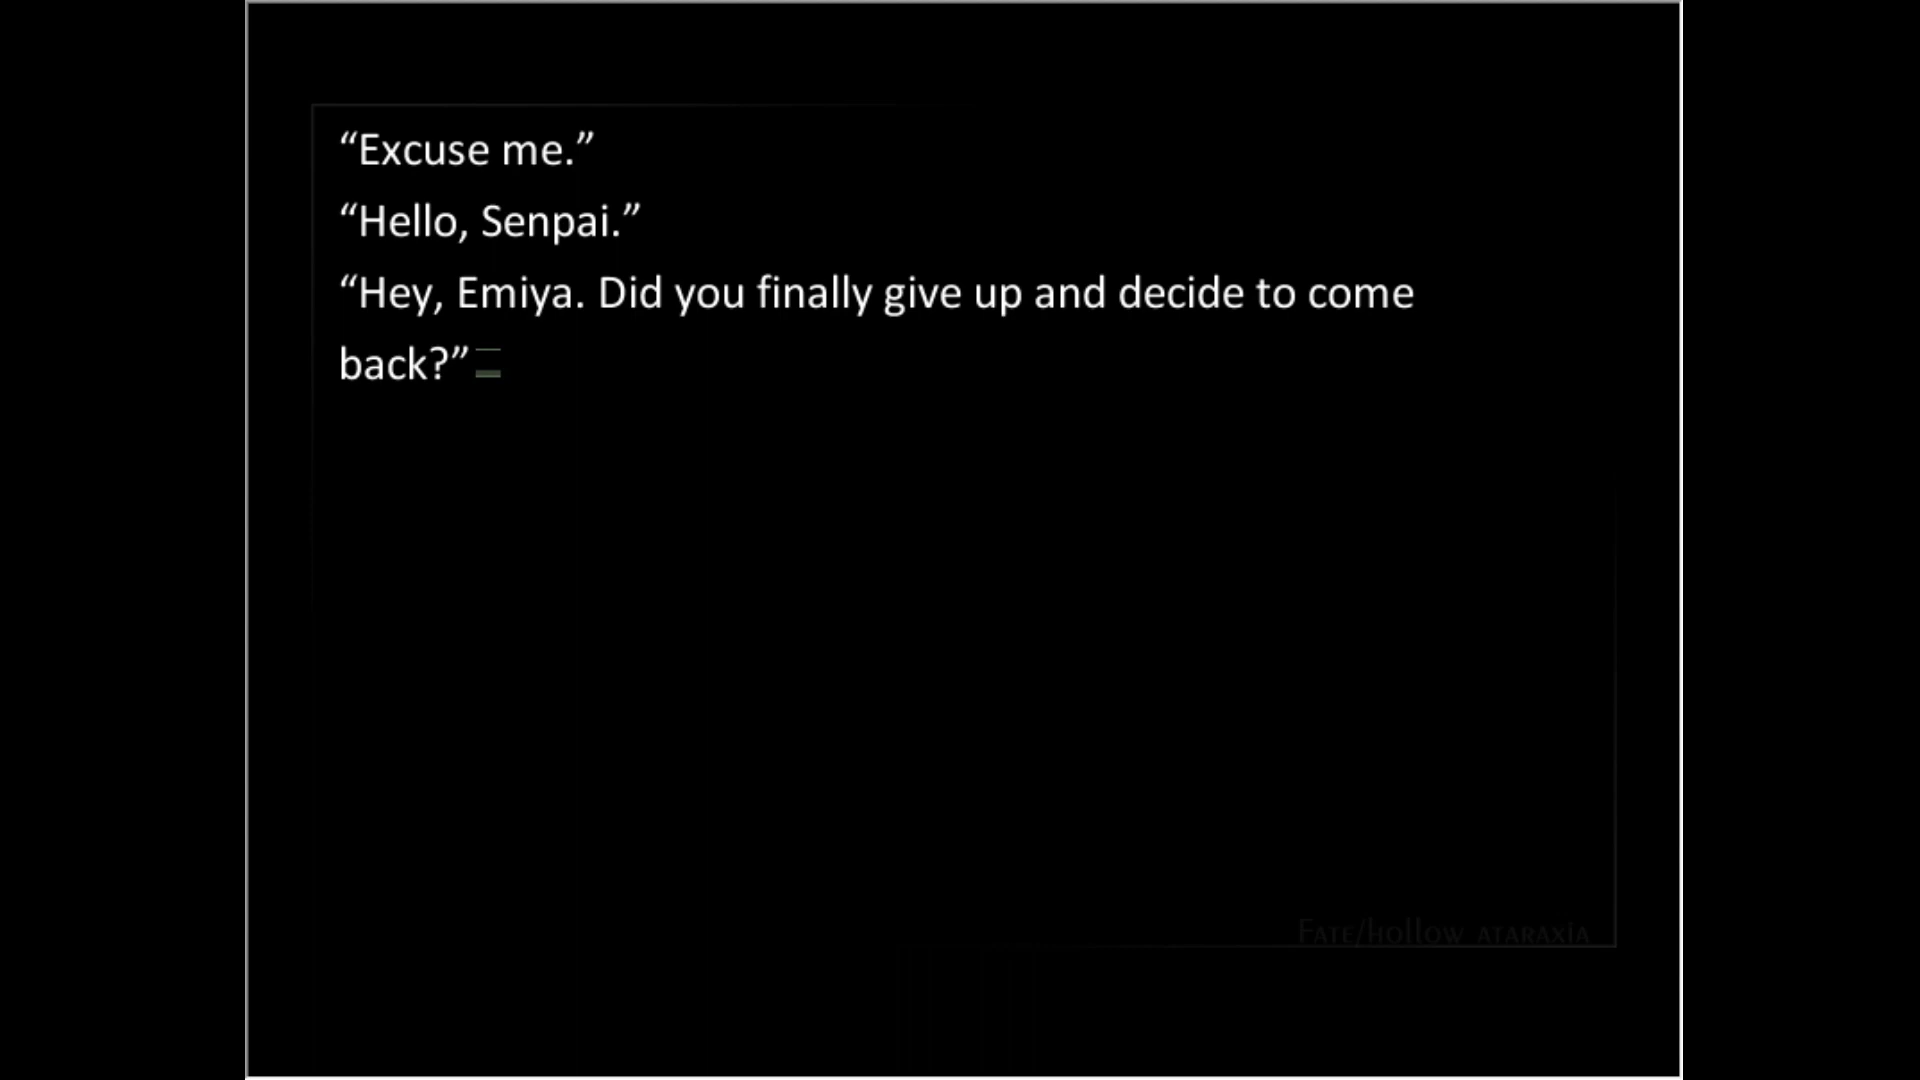 “Excuse me.”
“Hello, Senpai.”
“Hey, Emiya. Did you finally give up and decide to come
back?”
Fate/hollow ataraxia